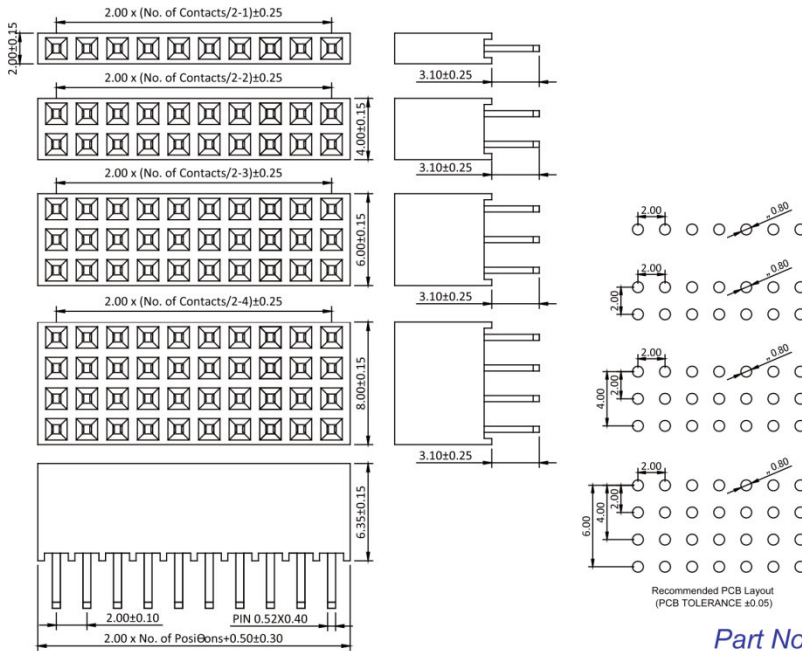 2.00 x (No. of Contacts/2-1)±0.25
2.00±0.15
3.10±0.25
2.00 x (No. of Contacts/2-2)±0.25
4.00±0.15
3.10±0.25
2.00 x (No. of Contacts/2-3)±0.25
6.00±0.15
3.10±0.25
2.00 x (No. of Contacts/2-4)±0.25
8.00±0.15
3.10±0.25
6.35±0.15
2.00±0.10
PIN 0.52X0.40
2.00 x No. of PosiӨons+0.50±0.30
2.00
„ 0.80
2.00
„ 0.80
2.00
2.00
„ 0.80
4.00
2.00
2.00
„ 0.80
6.00
4.00
2.00
Recommended PCB Layout
(PCB TOLERANCE ±0.05)
Part No